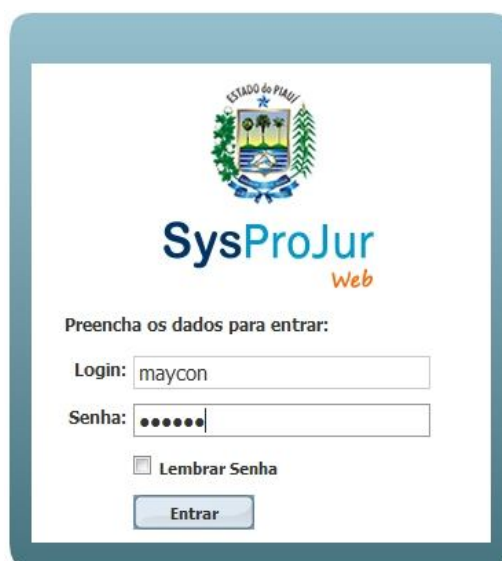 ESTADO do PIAUÍ
SysProJur
Web
Preencha os dados para entrar:
Login: maycon
Senha: ●●●●●●
Lembrar Senha
Entrar